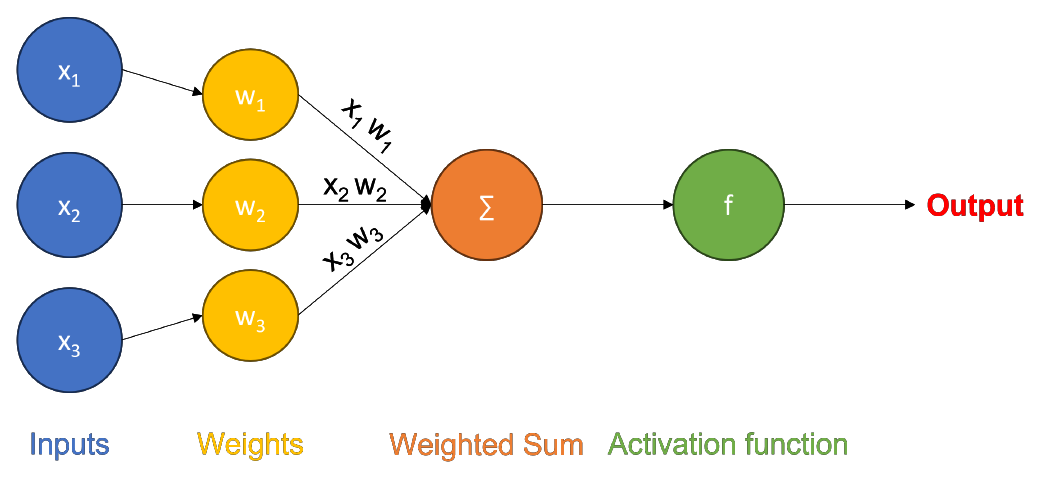 x₁
w₁
x₁ w₁
x₂
w₂
x₂ w₂
∑
f
Output
x₃ w₃
x₃
w₃
Inputs
Weights
Weighted Sum
Activation function